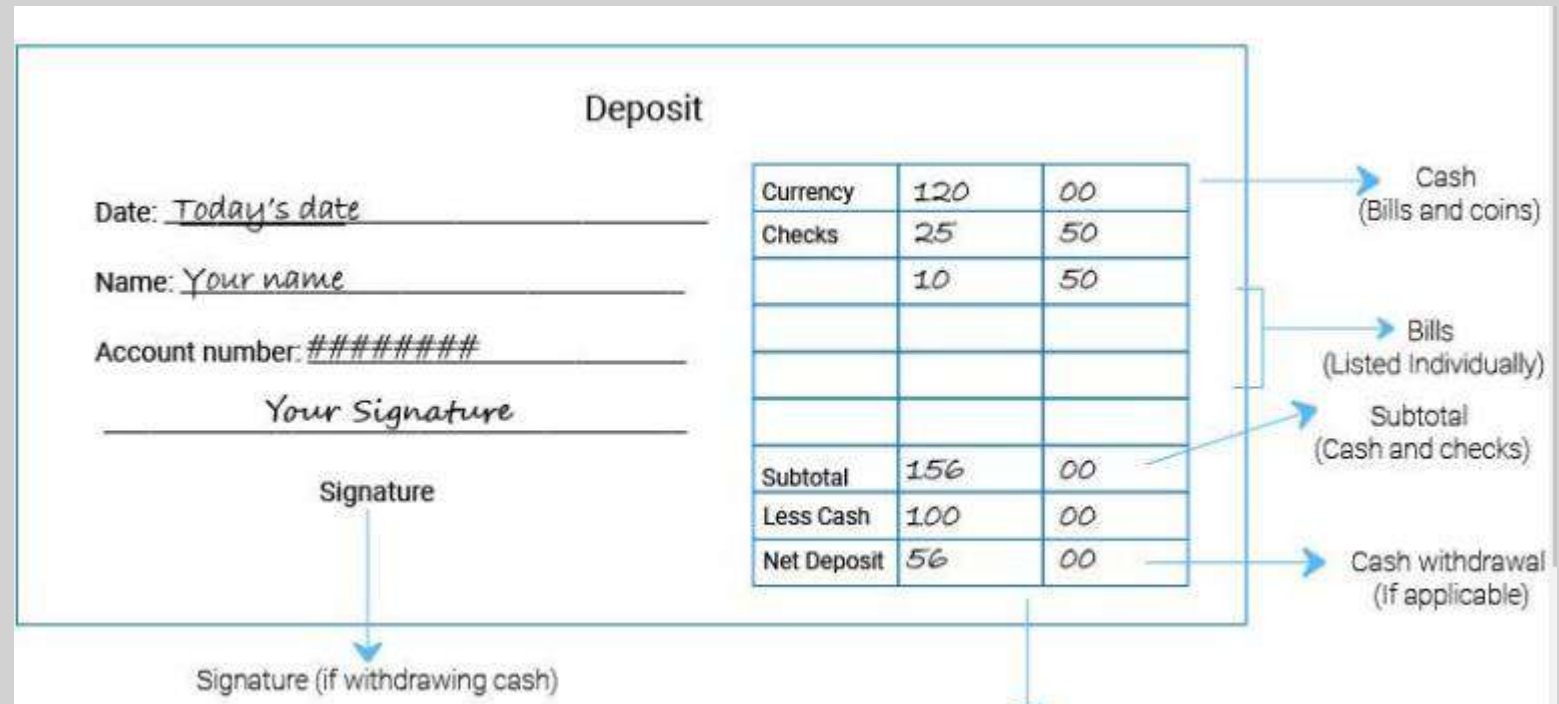 Deposit
Date: Today's date
Name: Your name
Account number: ########
Your Signature
Signature
Signature (if withdrawing cash)
Currency 120 00
Checks 25 50
10 50
Subtotal 156 00
Less Cash 100 00
Net Deposit 56 00
Cash
(Bills and coins)
Bills
(Listed Individually)
Subtotal
(Cash and checks)
Cash withdrawal
(If applicable)